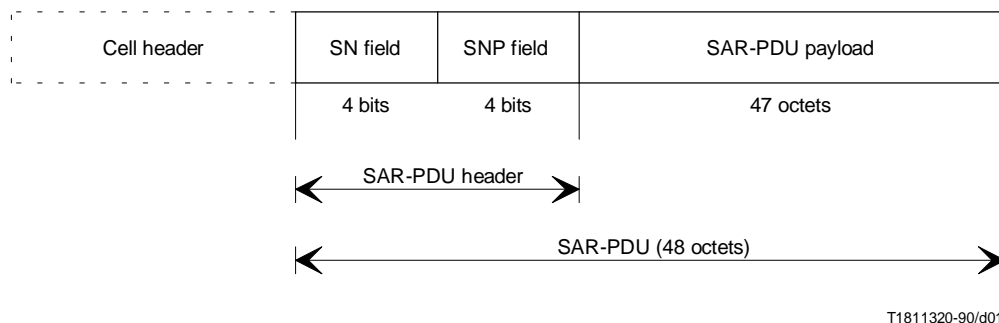 Cell header
SN field
SNP field
SAR-PDU payload
4 bits
4 bits
47 octets
SAR-PDU header
SAR-PDU (48 octets)
T1811320-90/d01